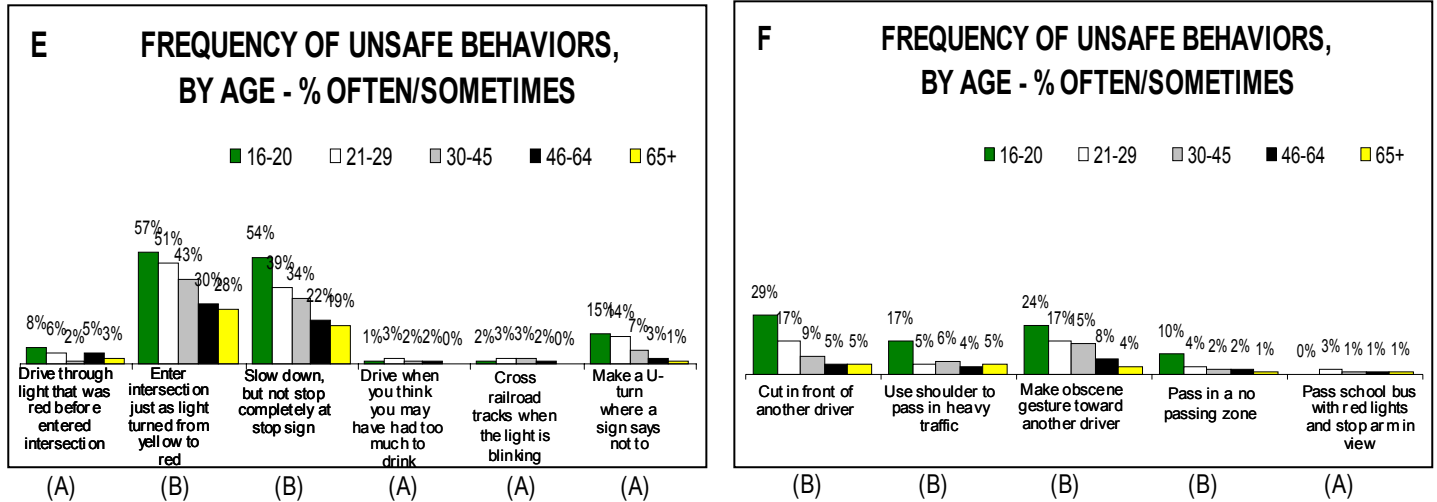 E
FREQUENCY OF UNSAFE BEHAVIORS,
BY AGE - % OFTEN/SOMETIMES
16-20 21-29 30-45 46-64 65+
57% 51% 43% 30% 28%
54% 39% 34% 22% 19%
8% 6% 2% 5% 3%
1% 3% 2% 2% 0%
2% 3% 3% 2% 0%
15% 14% 7% 3% 1%
Drive through
light that was
red before
entered
intersection
Enter
intersection
just as light
turned from
yellow to
red
Slow down,
but not stop
completely at
stop sign
Drive when
you think
you may
have had too
much to
drink
Cross
railroad
tracks when
the light is
blinking
Make a U-
turn
where a
sign says
not to
(A) (B) (B) (A) (A) (A)
F
FREQUENCY OF UNSAFE BEHAVIORS,
BY AGE - % OFTEN/SOMETIMES
16-20 21-29 30-45 46-64 65+
29% 17% 9% 5% 5%
17% 5% 6% 4% 5%
24% 17% 15% 8% 4%
10% 4% 2% 2% 1%
0% 3% 1% 1% 1%
Cut in front of
another driver
Use shoulder to
pass in heavy
traffic
Make obscene
gesture toward
another driver
Pass in a no
passing zone
Pass school bus
with red lights
and stop arm in
view
(B) (B) (B) (B) (A)